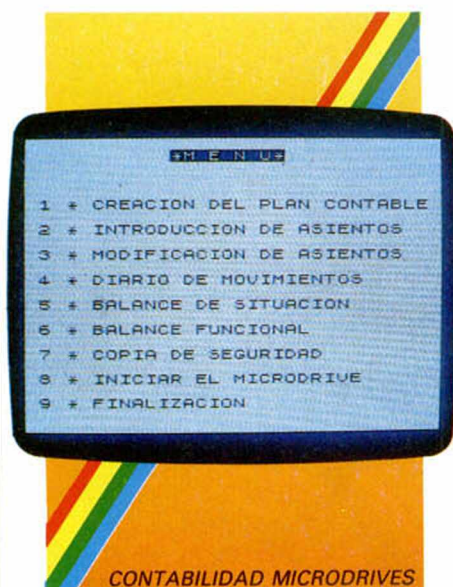 *M E N U*
1 * CREACION DEL PLAN CONTABLE
2 * INTRODUCCION DE ASIENTOS
3 * MODIFICACION DE ASIENTOS
4 * DIARIO DE MOVIMIENTOS
5 * BALANCE DE SITUACION
6 * BALANCE FUNCIONAL
7 * COPIA DE SEGURIDAD
8 * INICIAR EL MICRODRIVE
9 * FINALIZACION
CONTABILIDAD MICRODRIVES